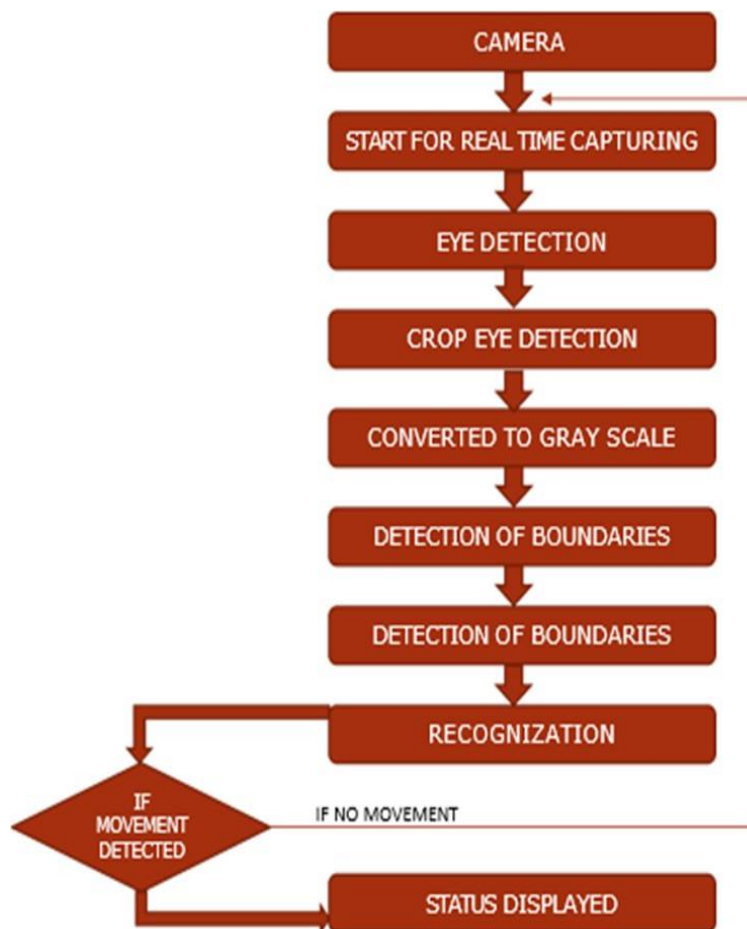 CAMERA
START FOR REAL TIME CAPTURING
EYE DETECTION
CROP EYE DETECTION
CONVERTED TO GRAY SCALE
DETECTION OF BOUNDARIES
DETECTION OF BOUNDARIES
RECOGNIZATION
IF
MOVEMENT
DETECTED
IF NO MOVEMENT
STATUS DISPLAYED